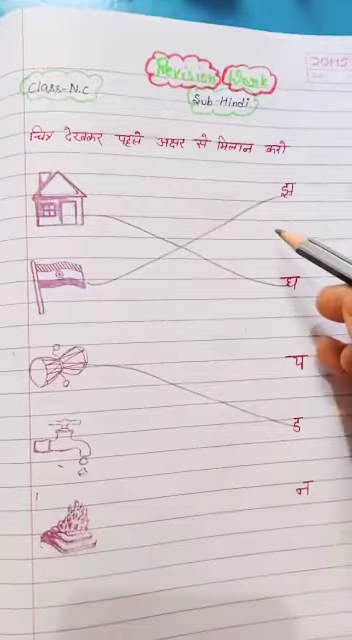 Revision Work
Class-N.C
Sub-Hindi
चित्र देखकर पहले अक्षर से मिलान करो
झ
घ
य
ड
न